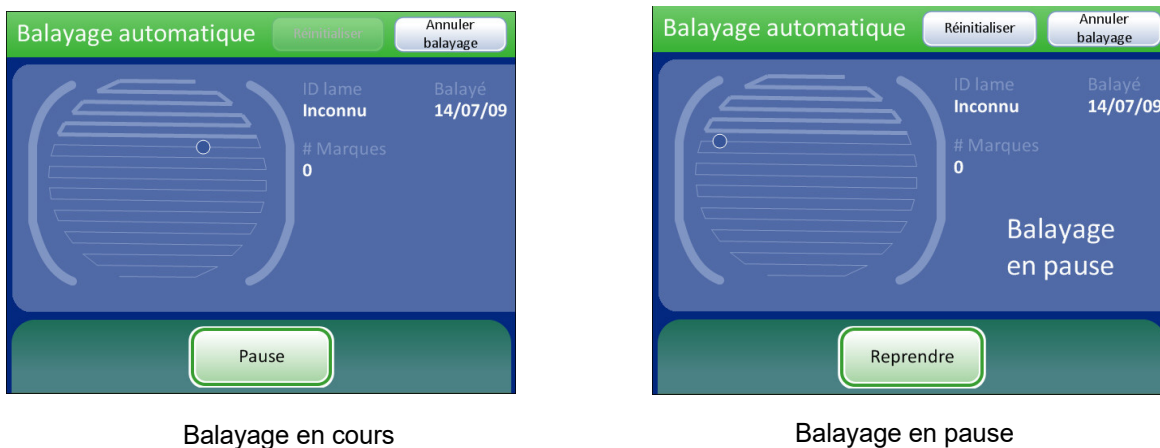 Balayage automatique
Réinitialiser
Annuler
balayage
ID lame
Inconnu
Balayé
14/07/09
# Marques
0
Pause
Balayage en cours
Balayage automatique
Réinitialiser
Annuler
balayage
ID lame
Inconnu
Balayé
14/07/09
# Marques
0
Balayage
en pause
Reprendre
Balayage en pause